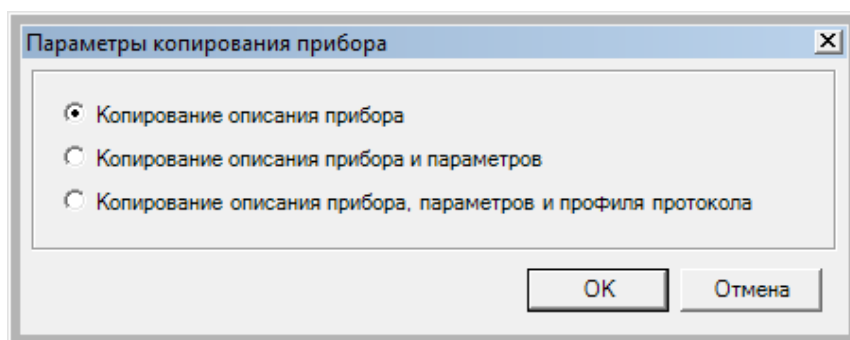 Параметры копирования прибора
Копирование описания прибора
Копирование описания прибора и параметров
Копирование описания прибора, параметров и профиля протокола
OK
Отмена